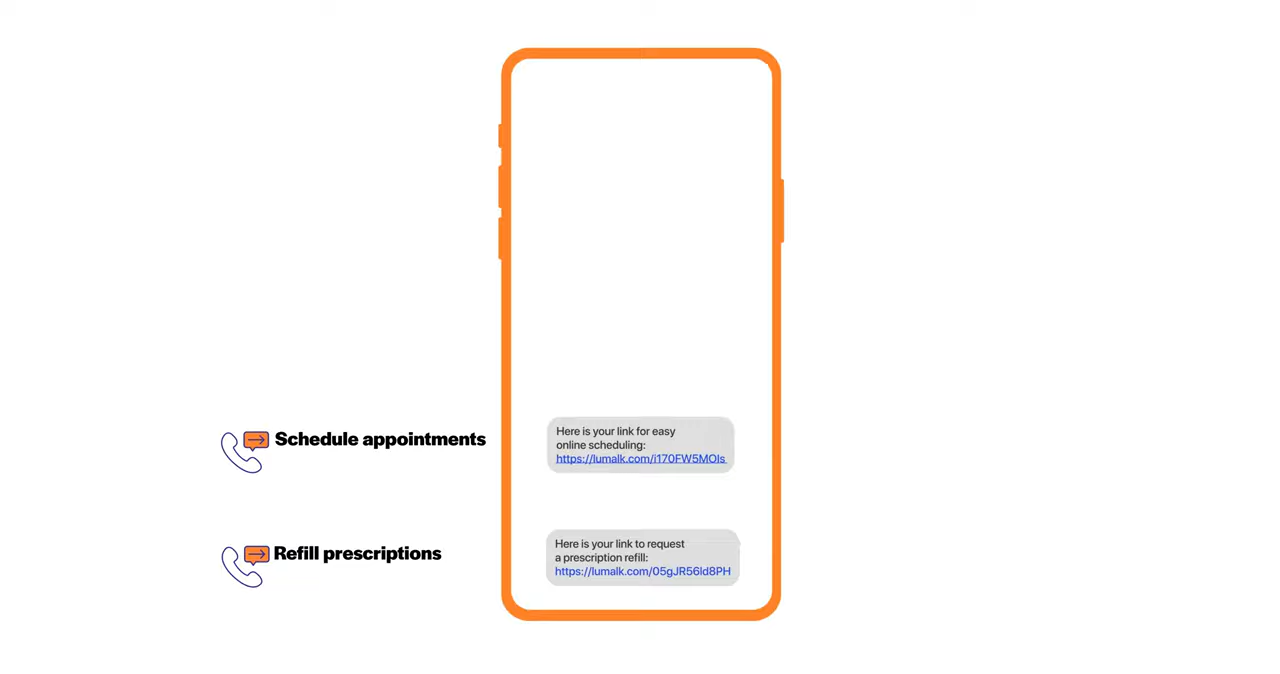 Schedule appointments
Here is your link for easy
online scheduling:
https://lumalk.com/i170FW5MOIs
Refill prescriptions
Here is your link to request
a prescription refill:
https://lumalk.com/05gJR56ld8PH